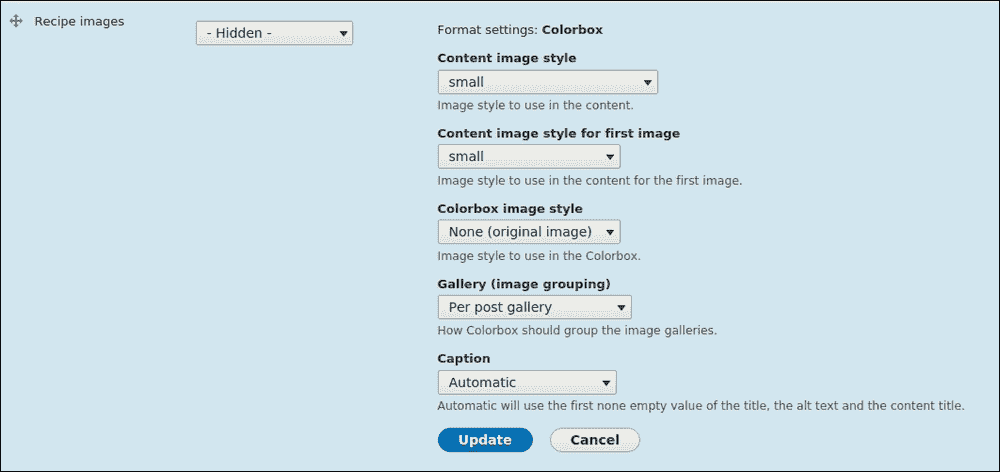 Recipe images
- Hidden -
Format settings: Colorbox
Content image style
small
Image style to use in the content.
Content image style for first image
small
Image style to use in the content for the first image.
Colorbox image style
None (original image)
Image style to use in the Colorbox.
Gallery (image grouping)
Per post gallery
How Colorbox should group the image galleries.
Caption
Automatic
Automatic will use the first none empty value of the title, the alt text and the content title.
Update Cancel